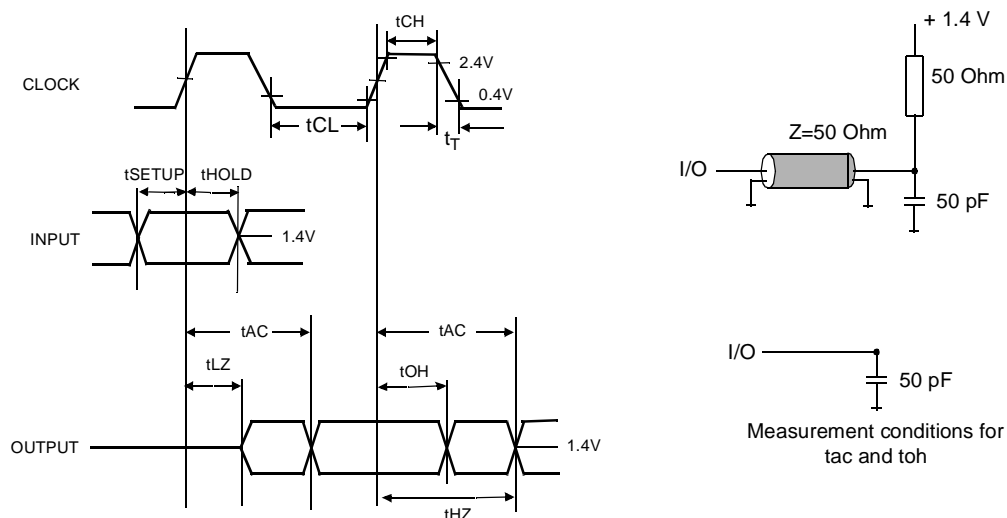 tCH
2.4V
CLOCK
0.4V
tCL
tT
tSETUP
tHOLD
INPUT
1.4V
tAC
tAC
tLZ
tOH
OUTPUT
1.4V
tHZ
+ 1.4 V
50 Ohm
Z=50 Ohm
I/O
50 pF
I/O
50 pF
Measurement conditions for
tac and toh